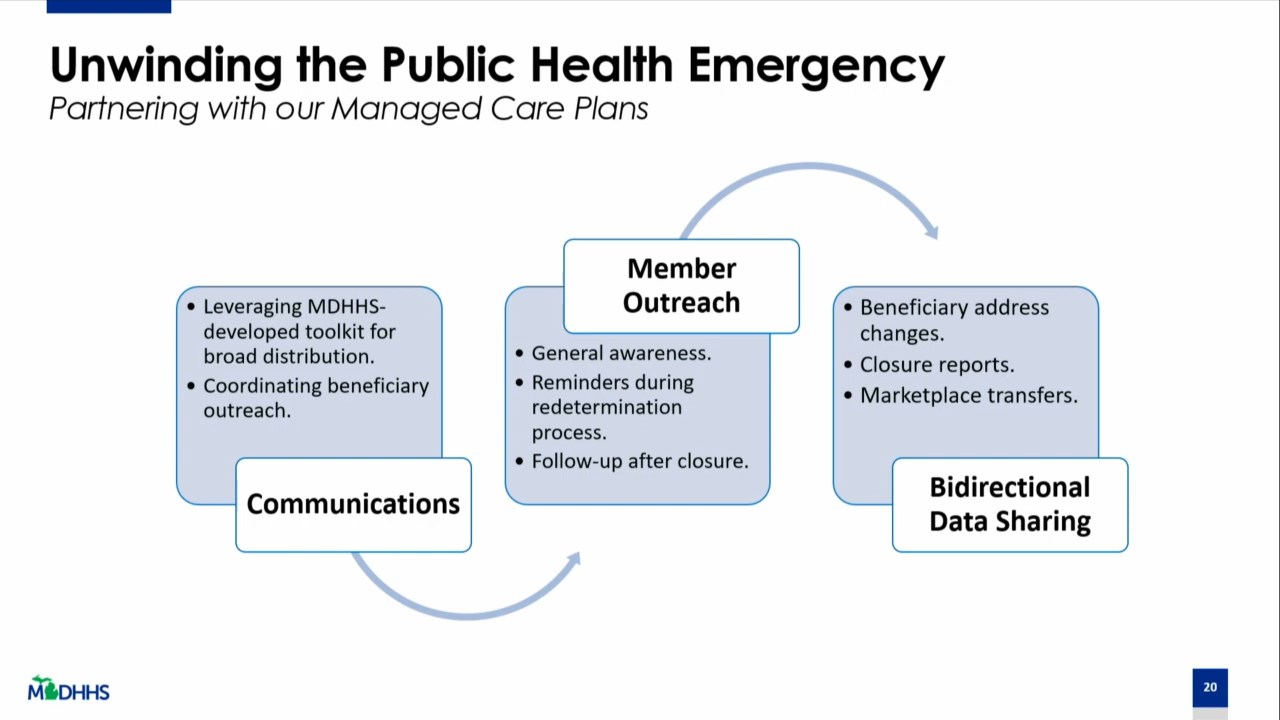 Unwinding the Public Health Emergency
Partnering with our Managed Care Plans
• Leveraging MDHHS-
developed toolkit for
broad distribution.
• Coordinating beneficiary
outreach.
Communications
Member
Outreach
• General awareness.
• Reminders during
redetermination
process.
• Follow-up after closure.
• Beneficiary address
changes.
• Closure reports.
• Marketplace transfers.
Bidirectional
Data Sharing
MDHHS
20